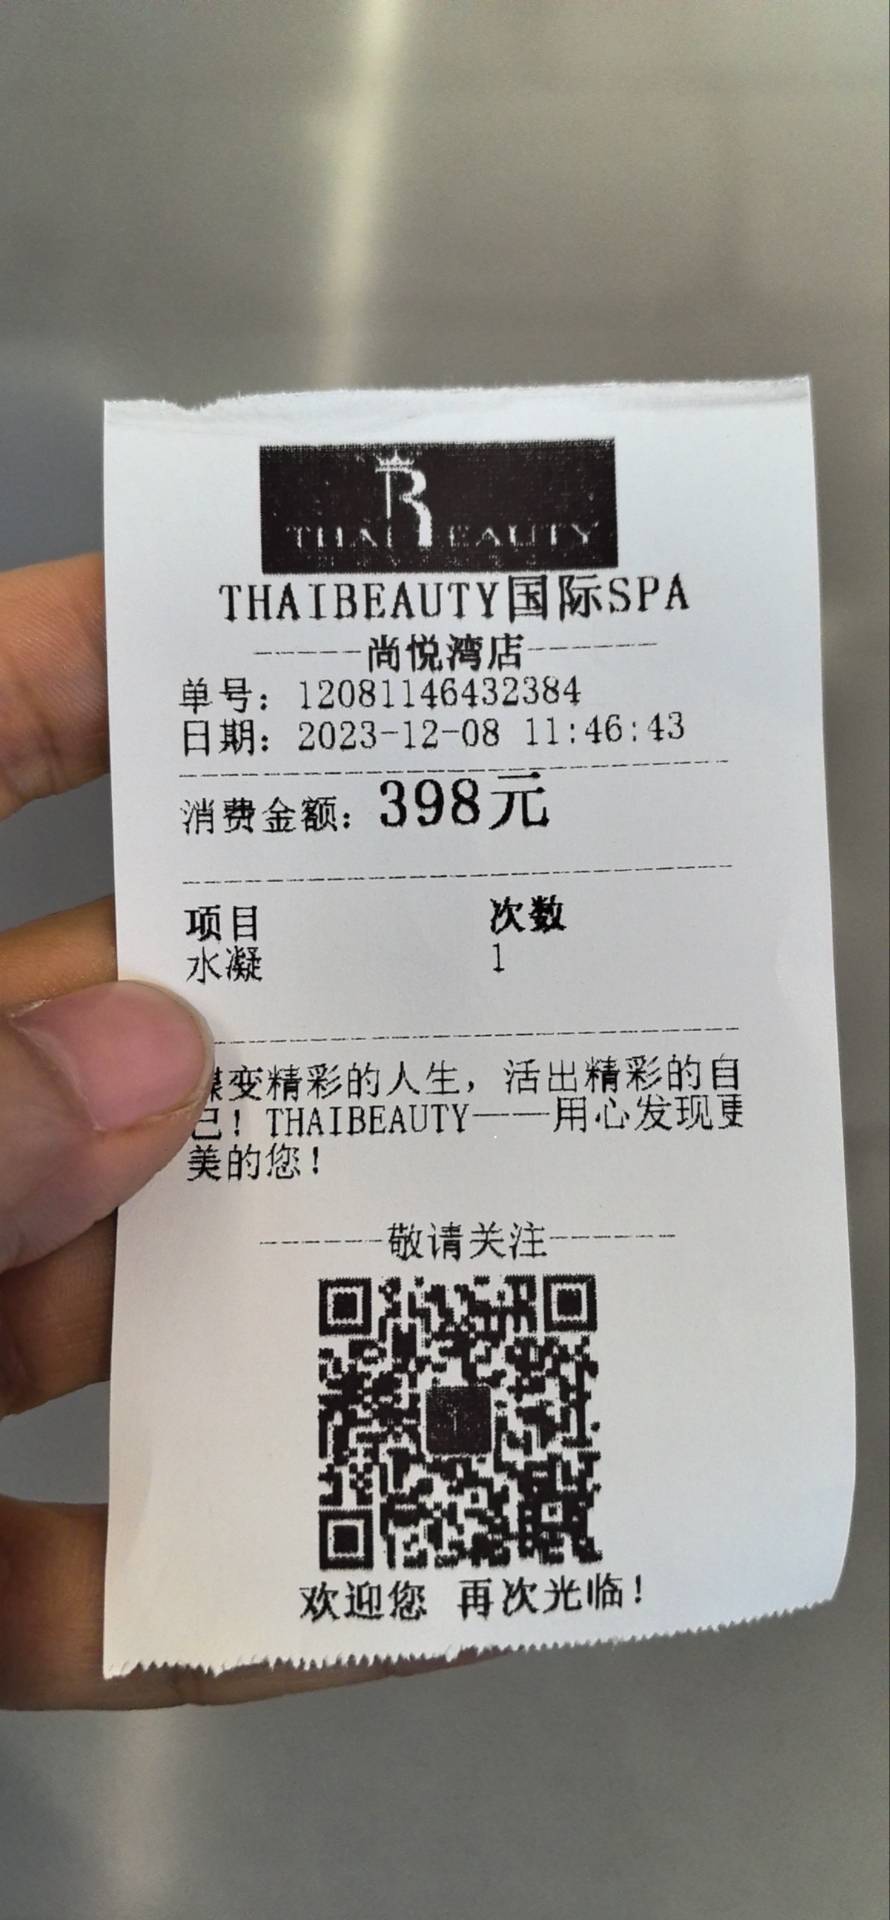 THAI BEAUTY
THAIBEAUTY国际SPA
------尚悦湾店------
单号：12081146432384
日期：2023-12-08 11:46:43
消费金额：398元
项目 次数
水凝 1
变精彩的人生，活出精彩的自
己！THAIBEAUTY——用心发现更
美的您！
------敬请关注------
欢迎您 再次光临！